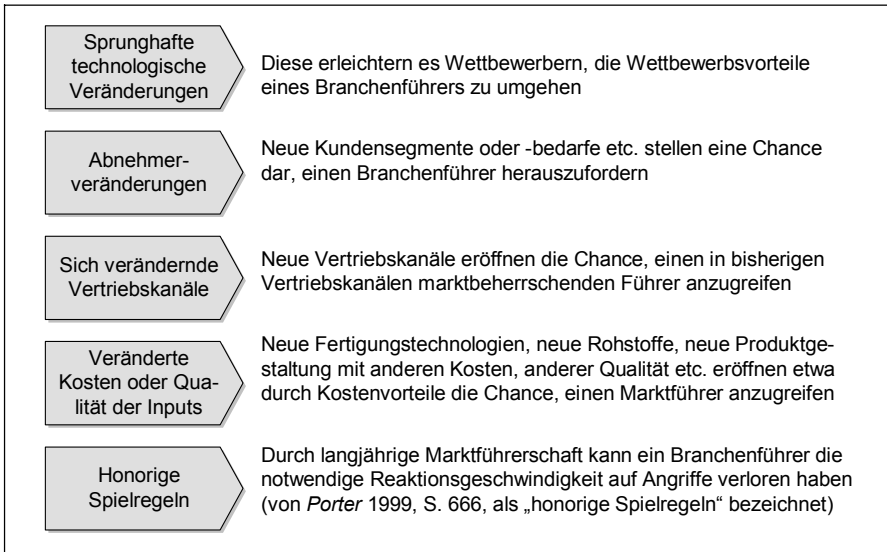 Sprunghafte
technologische
Veränderungen
Diese erleichtern es Wettbewerbern, die Wettbewerbsvorteile
eines Branchenführers zu umgehen
Abnehmer-
veränderungen
Neue Kundensegmente oder -bedarfe etc. stellen eine Chance
dar, einen Branchenführer herauszufordern
Sich verändernde
Vertriebskanäle
Neue Vertriebskanäle eröffnen die Chance, einen in bisherigen
Vertriebskanälen marktbeherrschenden Führer anzugreifen
Veränderte
Kosten oder Qua-
lität der Inputs
Neue Fertigungstechnologien, neue Rohstoffe, neue Produktge-
staltung mit anderen Kosten, anderer Qualität etc. eröffnen etwa
durch Kostenvorteile die Chance, einen Marktführer anzugreifen
Honorige
Spielregeln
Durch langjährige Marktführerschaft kann ein Branchenführer die
notwendige Reaktionsgeschwindigkeit auf Angriffe verloren haben
(von Porter 1999, S. 666, als „honorige Spielregeln“ bezeichnet)